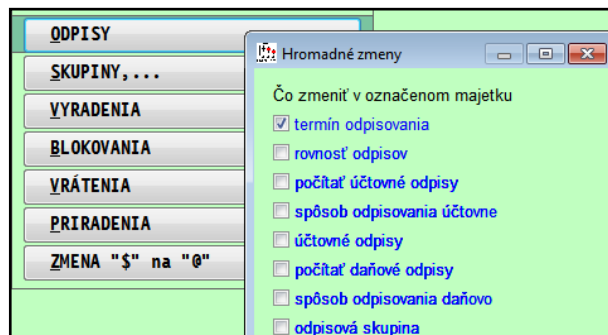 ODPISY
SKUPINY,...
VYRADENIA
BLOKOVANIA
VRÁTENIA
PRIRADENIA
ZMENA "$" na "@"
Hromadné zmeny
Čo zmeniť v označenom majetku
termín odpisovania
rovnosť odpisov
počítať účtovné odpisy
spôsob odpisovania účtovne
účtovné odpisy
počítať daňové odpisy
spôsob odpisovania daňovo
odpisová skupina